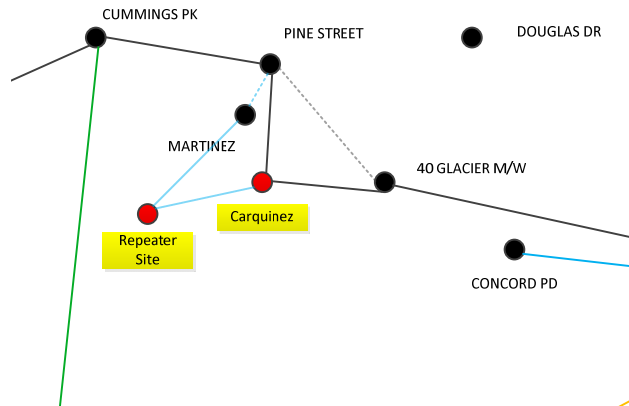 CUMMINGS PK
PINE STREET
DOUGLAS DR
MARTINEZ
40 GLACIER M/W
Carquinez
Repeater
Site
CONCORD PD